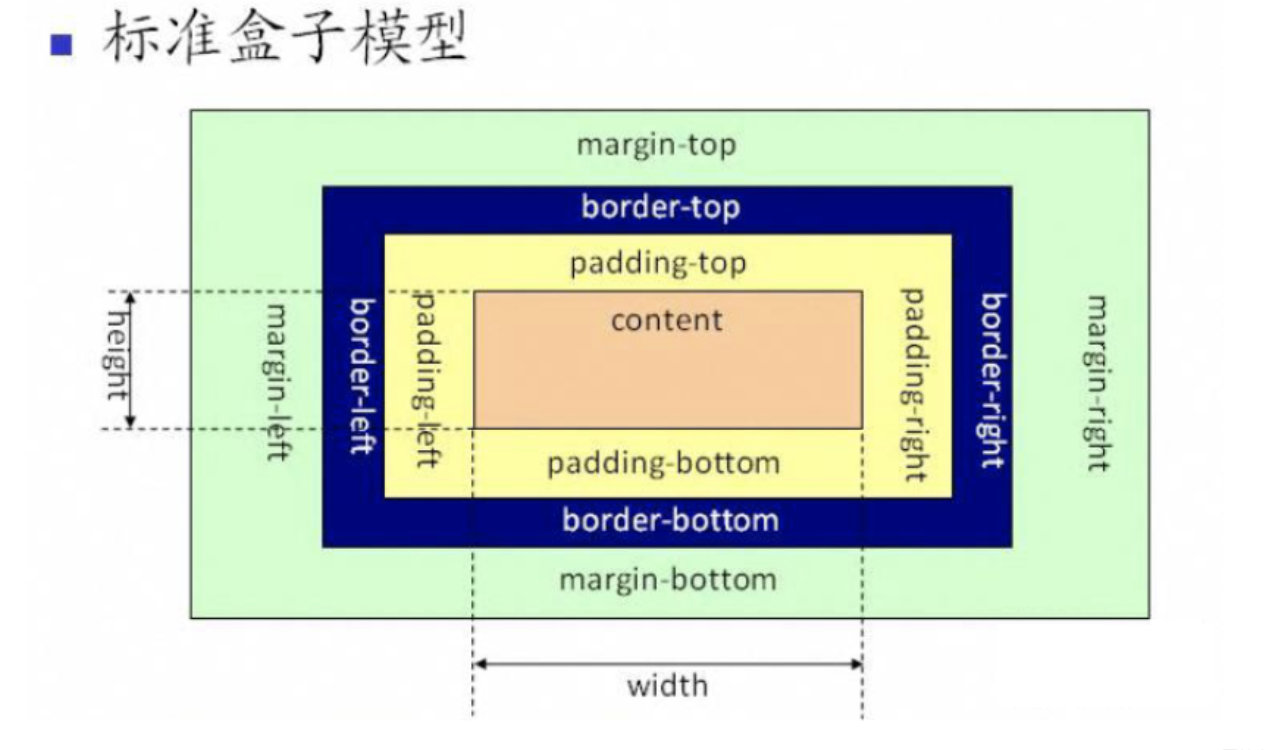 标准盒子模型
margin-top
border-top
padding-top
content
height
margin-left
border-left
padding-left
padding-right
border-right
margin-right
padding-bottom
border-bottom
margin-bottom
width